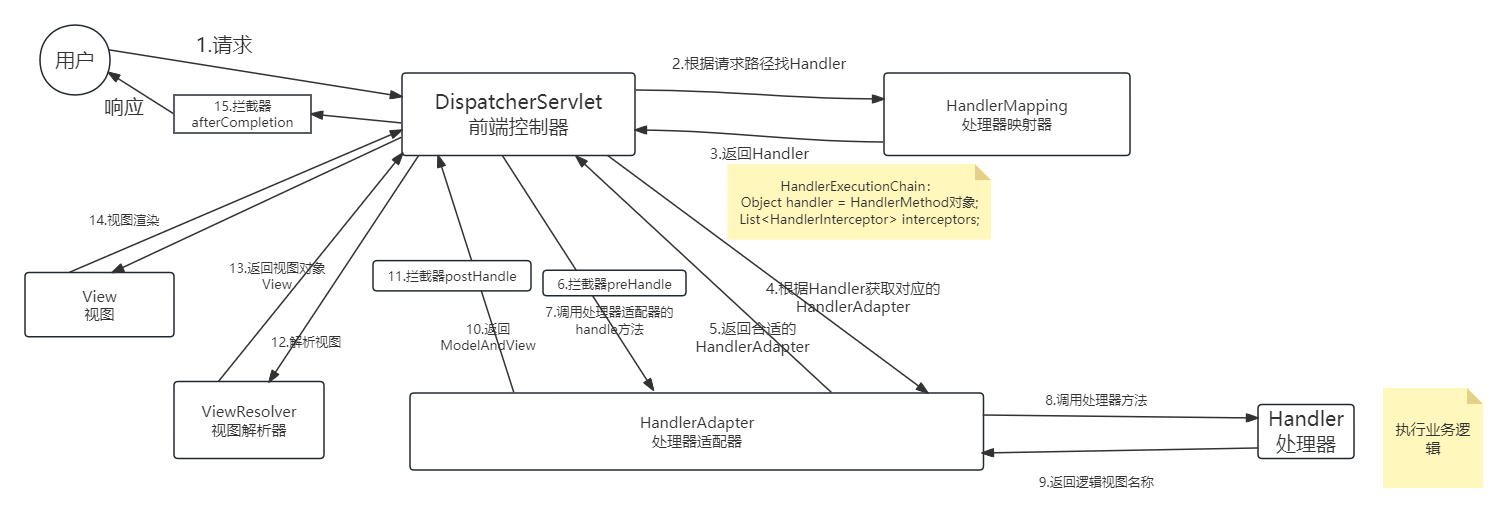 用户
1.请求
响应
15.拦截器
afterCompletion
DispatcherServlet
前端控制器
2.根据请求路径找Handler
HandlerMapping
处理器映射器
3.返回Handler
HandlerExecutionChain：
Object handler = HandlerMethod对象;
List<HandlerInterceptor> interceptors;
14.视图渲染
View
视图
13.返回视图对象
View
12.解析视图
ViewResolver
视图解析器
11.拦截器postHandle
10.返回
ModelAndView
6.拦截器preHandle
7.调用处理器适配器的
handle方法
5.返回合适的
HandlerAdapter
4.根据Handler获取对应的
HandlerAdapter
HandlerAdapter
处理器适配器
8.调用处理器方法
9.返回逻辑视图名称
Handler
处理器
执行业务逻
辑